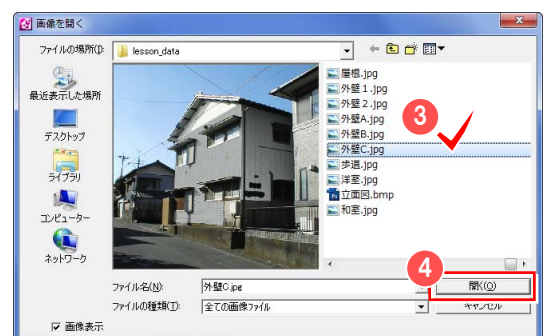 画像を開く
ファイルの場所(I):
lesson_data
最近表示した場所
デスクトップ
ライブラリ
コンピューター
ネットワーク
屋根.jpg
外壁１.jpg
外壁２.jpg
外壁A.jpg
外壁B.jpg
外壁C.jpg
歩道.jpg
洋室.jpg
立面図.bmp
和室.jpg
3
4
ファイル名(N):
外壁C.jpg
開く(O)
ファイルの種類(T):
全ての画像ファイル
キャンセル
画像表示